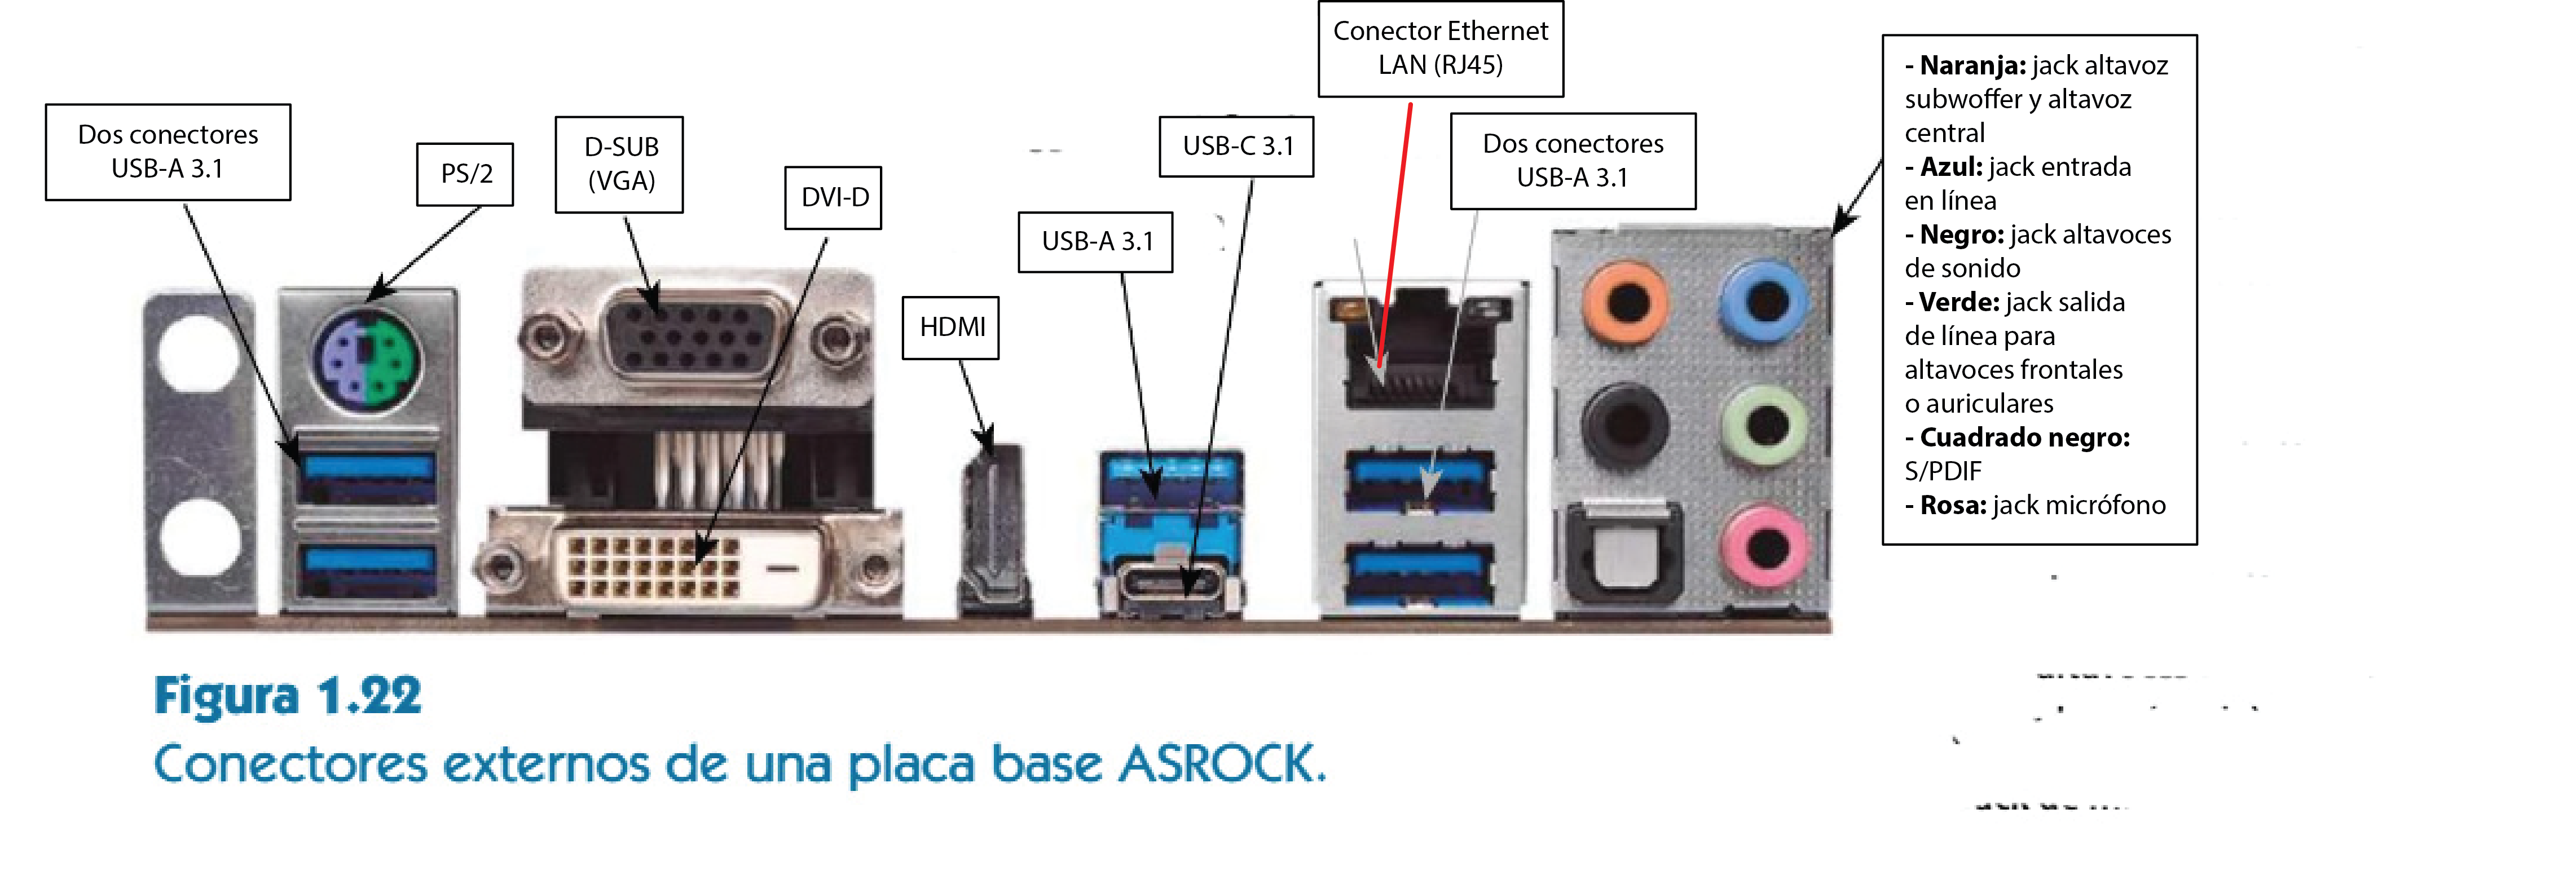 Conector Ethernet
LAN (RJ45)
Dos conectores
USB-A 3.1
PS/2
D-SUB
(VGA)
DVI-D
HDMI
USB-A 3.1
USB-C 3.1
Dos conectores
USB-A 3.1
- Naranja: jack altavoz
subwoffer y altavoz
central
- Azul: jack entrada
en línea
- Negro: jack altavoces
de sonido
- Verde: jack salida
de línea para
altavoces frontales
o auriculares
- Cuadrado negro:
S/PDIF
- Rosa: jack micrófono
Figura 1.22
Conectores externos de una placa base ASROCK.